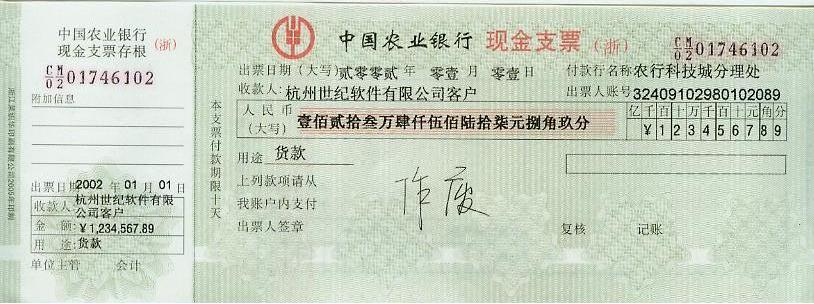 中国农业银行
现金支票存根(浙)
CM/02 01746102
附加信息
出票日期 2002 年 01 月 01 日
收款人:杭州世纪软件有限公司客户
金 额:¥1,234,567.89
用 途:货款
单位主管 会计
中国农业银行 现金支票(浙) CM/02 01746102
出票日期(大写) 贰零零贰 年 零壹 月 零壹 日 付款行名称 农行科技城分理处
收款人:杭州世纪软件有限公司客户 出票人账号 32409102980102089
人民币(大写) 壹佰贰拾叁万肆仟伍佰陆拾柒元捌角玖分
亿 千 百 十 万 千 百 十 元 角 分
¥ 1 2 3 4 5 6 7 8 9
用途 货款
上列款项请从
我账户内支付
出票人签章
作废
复核 记账
本支票付款期限十天